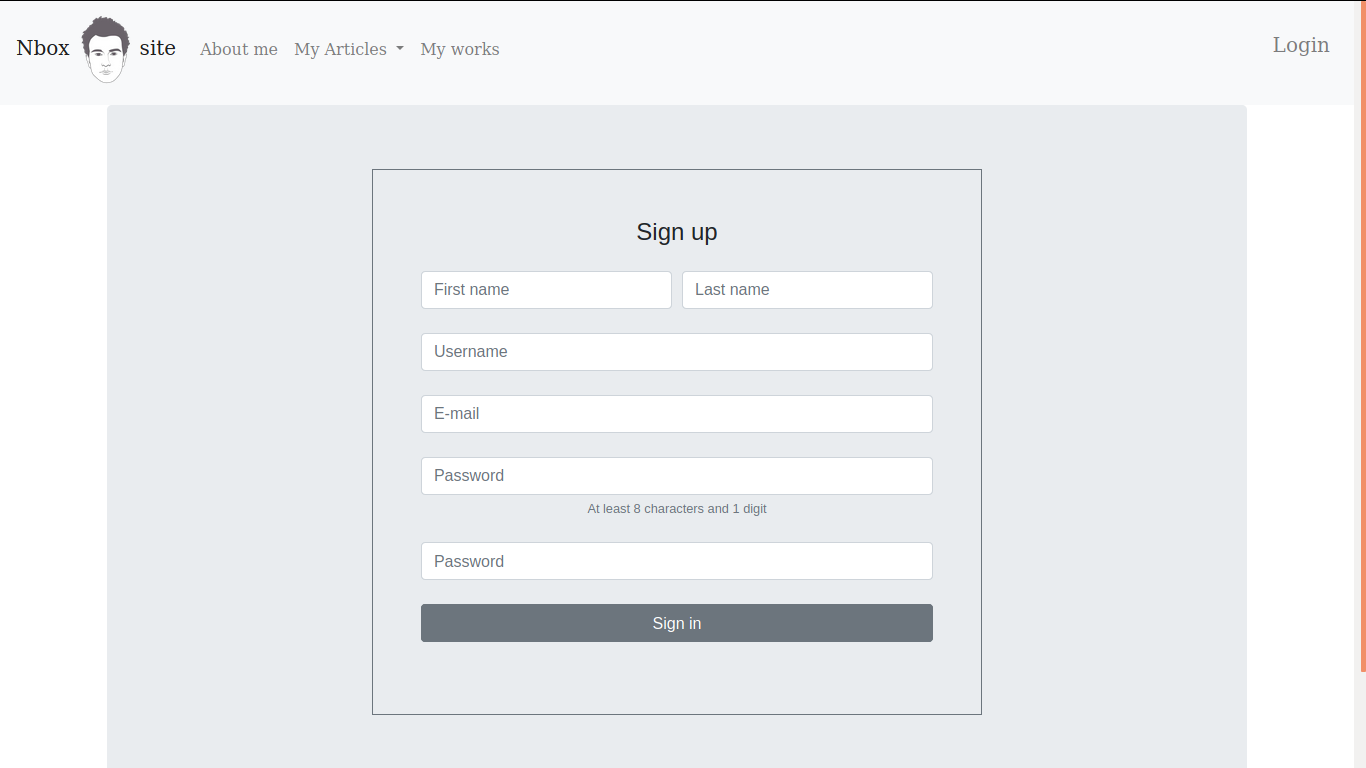 Nbox site About me My Articles My works Login
Sign up
First name Last name
Username
E-mail
Password
At least 8 characters and 1 digit
Password
Sign in